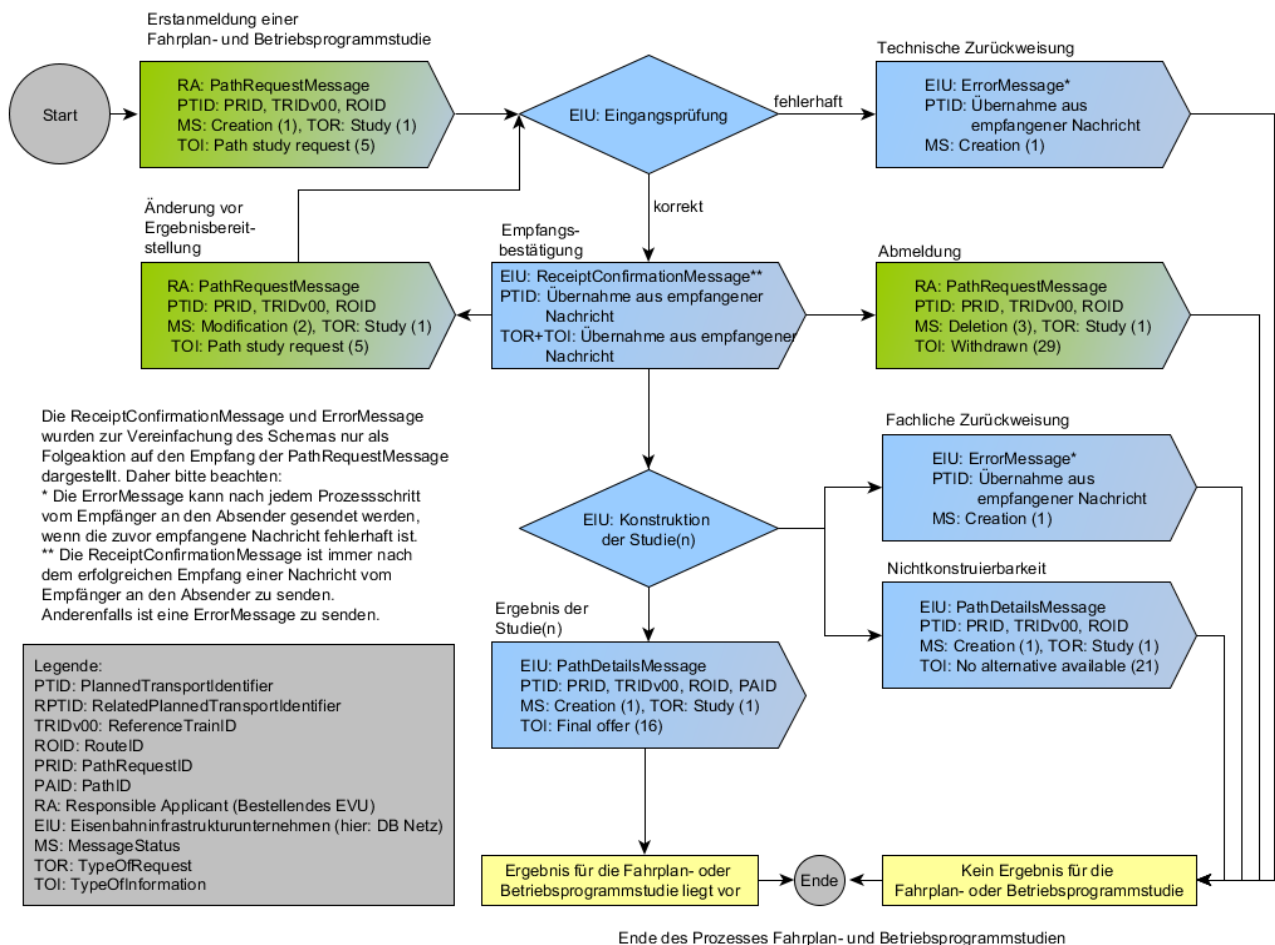 Erstanmeldung einer
Fahrplan- und Betriebsprogrammstudie
Start
RA: PathRequestMessage
PTID: PRID, TRIDv00, ROID
MS: Creation (1), TOR: Study (1)
TOI: Path study request (5)
EIU: Eingangsprüfung
fehlerhaft
Technische Zurückweisung
EIU: ErrorMessage*
PTID: Übernahme aus
empfangener Nachricht
MS: Creation (1)
korrekt
Änderung vor
Ergebnisbereit-
stellung
RA: PathRequestMessage
PTID: PRID, TRIDv00, ROID
MS: Modification (2), TOR: Study (1)
TOI: Path study request (5)
Empfangs-
bestätigung
EIU: ReceiptConfirmationMessage**
PTID: Übernahme aus empfangener
Nachricht
TOR+TOI: Übernahme aus empfangener
Nachricht
Abmeldung
RA: PathRequestMessage
PTID: PRID, TRIDv00, ROID
MS: Deletion (3), TOR: Study (1)
TOI: Withdrawn (29)
Die ReceiptConfirmationMessage und ErrorMessage
wurden zur Vereinfachung des Schemas nur als
Folgeaktion auf den Empfang der PathRequestMessage
dargestellt. Daher bitte beachten:
* Die ErrorMessage kann nach jedem Prozessschritt
vom Empfänger an den Absender gesendet werden,
wenn die zuvor empfangene Nachricht fehlerhaft ist.
** Die ReceiptConfirmationMessage ist immer nach
dem erfolgreichen Empfang einer Nachricht vom
Empfänger an den Absender zu senden.
Anderenfalls ist eine ErrorMessage zu senden.
EIU: Konstruktion
der Studie(n)
Fachliche Zurückweisung
EIU: ErrorMessage*
PTID: Übernahme aus
empfangener Nachricht
MS: Creation (1)
Nichtkonstruierbarkeit
EIU: PathDetailsMessage
PTID: PRID, TRIDv00, ROID
MS: Creation (1), TOR: Study (1)
TOI: No alternative available (21)
Ergebnis der
Studie(n)
EIU: PathDetailsMessage
PTID: PRID, TRIDv00, ROID, PAID
MS: Creation (1), TOR: Study (1)
TOI: Final offer (16)
Legende:
PTID: PlannedTransportIdentifier
RPTID: RelatedPlannedTransportIdentifier
TRIDv00: ReferenceTrainID
ROID: RouteID
PRID: PathRequestID
PAID: PathID
RA: Responsible Applicant (Bestellendes EVU)
EIU: Eisenbahninfrastrukturunternehmen (hier: DB Netz)
MS: MessageStatus
TOR: TypeOfRequest
TOI: TypeOfInformation
Ergebnis für die Fahrplan- oder
Betriebsprogrammstudie liegt vor
Ende
Kein Ergebnis für die
Fahrplan- oder Betriebsprogrammstudie
Ende des Prozesses Fahrplan- und Betriebsprogrammstudien